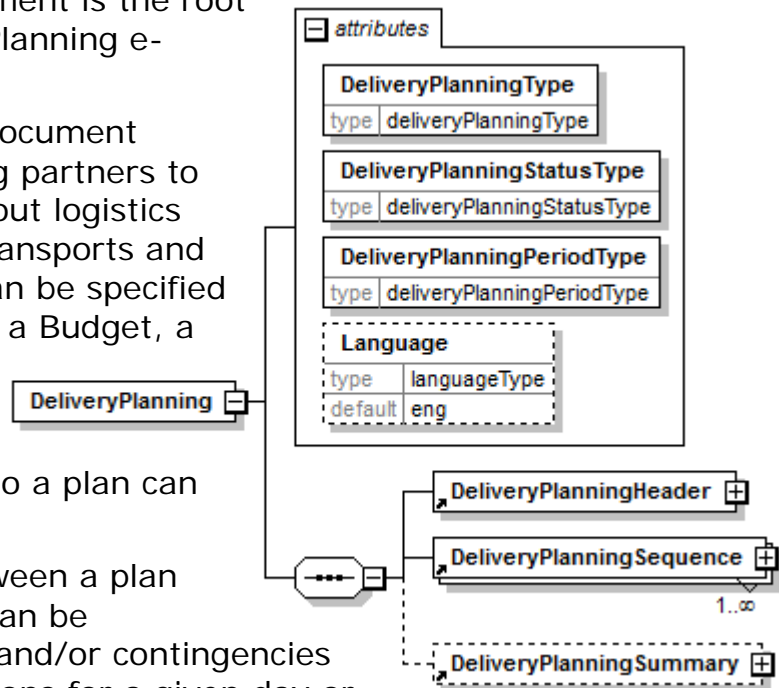 ment is the root
Planning e-
ocument
g partners to
out logistics
ransports and
an be specified
a Budget, a
o a plan can
ween a plan
an be
and/or contingencies
attributes
DeliveryPlanningType
type deliveryPlanningType
DeliveryPlanningStatusType
type deliveryPlanningStatusType
DeliveryPlanningPeriodType
type deliveryPlanningPeriodType
Language
type languageType
default eng
DeliveryPlanning
DeliveryPlanningHeader
DeliveryPlanningSequence
1..∞
DeliveryPlanningSummary